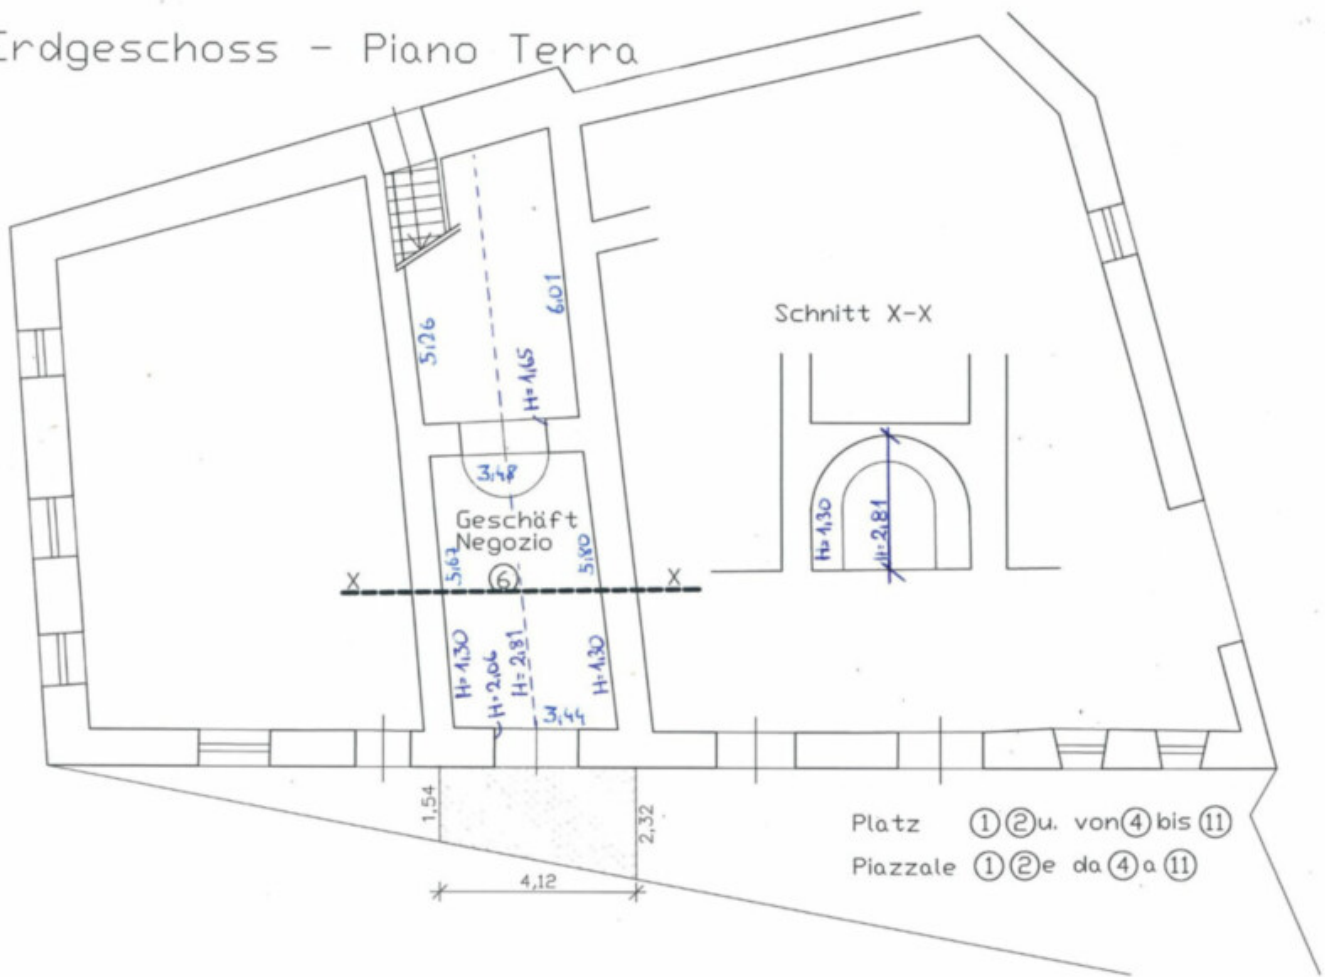 Erdgeschoss - Piano Terra
5,26
6,01
H=1,65
3,48
Geschäft
Negozio
5,67
5,80
⑥
X
X
H=1,30
H=2,06
H=2,81
H=1,30
3,44
Schnitt X-X
H=1,30
H=2,81
1,54
2,32
4,12
Platz ① ② u. von ④ bis ⑪
Piazzale ① ② e da ④ a ⑪